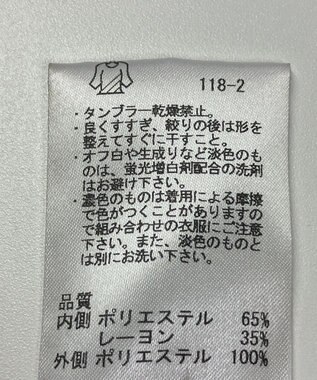 118-2
・タンブラー乾燥禁止。
・良くすすぎ、絞りの後は形を
整えてすぐに干すこと。
・オフ白や生成りなど淡色のも
のは、蛍光増白剤配合の洗剤
はお避け下さい。
・濃色のものは着用による摩擦
で色がつくことがありますの
で組み合わせの衣服にご注意
下さい。また、淡色のものと
は別にお洗い下さい。
品質
内側 ポリエステル 65%
レーヨン 35%
外側 ポリエステル 100%